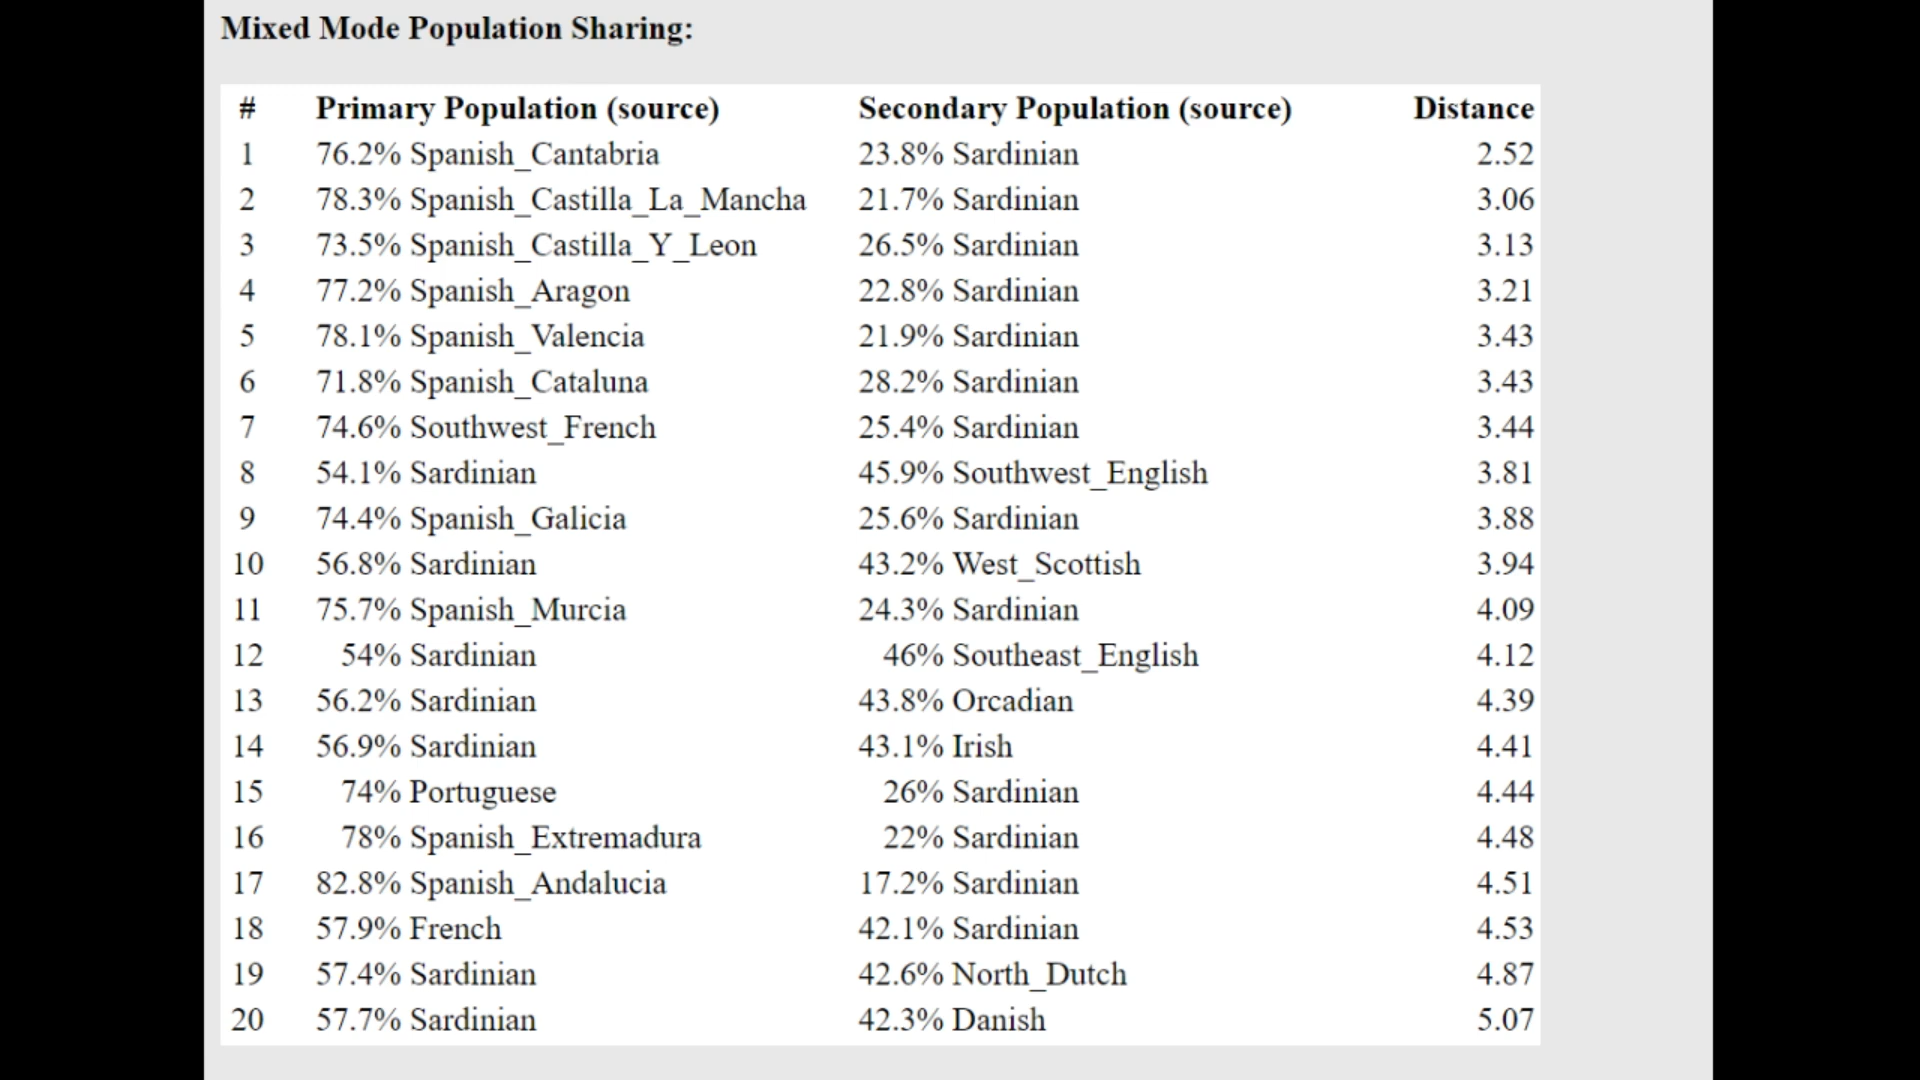 Mixed Mode Population Sharing:
# Primary Population (source) Secondary Population (source) Distance
1 76.2% Spanish_Cantabria 23.8% Sardinian 2.52
2 78.3% Spanish_Castilla_La_Mancha 21.7% Sardinian 3.06
3 73.5% Spanish_Castilla_Y_Leon 26.5% Sardinian 3.13
4 77.2% Spanish_Aragon 22.8% Sardinian 3.21
5 78.1% Spanish_Valencia 21.9% Sardinian 3.43
6 71.8% Spanish_Cataluna 28.2% Sardinian 3.43
7 74.6% Southwest_French 25.4% Sardinian 3.44
8 54.1% Sardinian 45.9% Southwest_English 3.81
9 74.4% Spanish_Galicia 25.6% Sardinian 3.88
10 56.8% Sardinian 43.2% West_Scottish 3.94
11 75.7% Spanish_Murcia 24.3% Sardinian 4.09
12 54% Sardinian 46% Southeast_English 4.12
13 56.2% Sardinian 43.8% Orcadian 4.39
14 56.9% Sardinian 43.1% Irish 4.41
15 74% Portuguese 26% Sardinian 4.44
16 78% Spanish_Extremadura 22% Sardinian 4.48
17 82.8% Spanish_Andalucia 17.2% Sardinian 4.51
18 57.9% French 42.1% Sardinian 4.53
19 57.4% Sardinian 42.6% North_Dutch 4.87
20 57.7% Sardinian 42.3% Danish 5.07